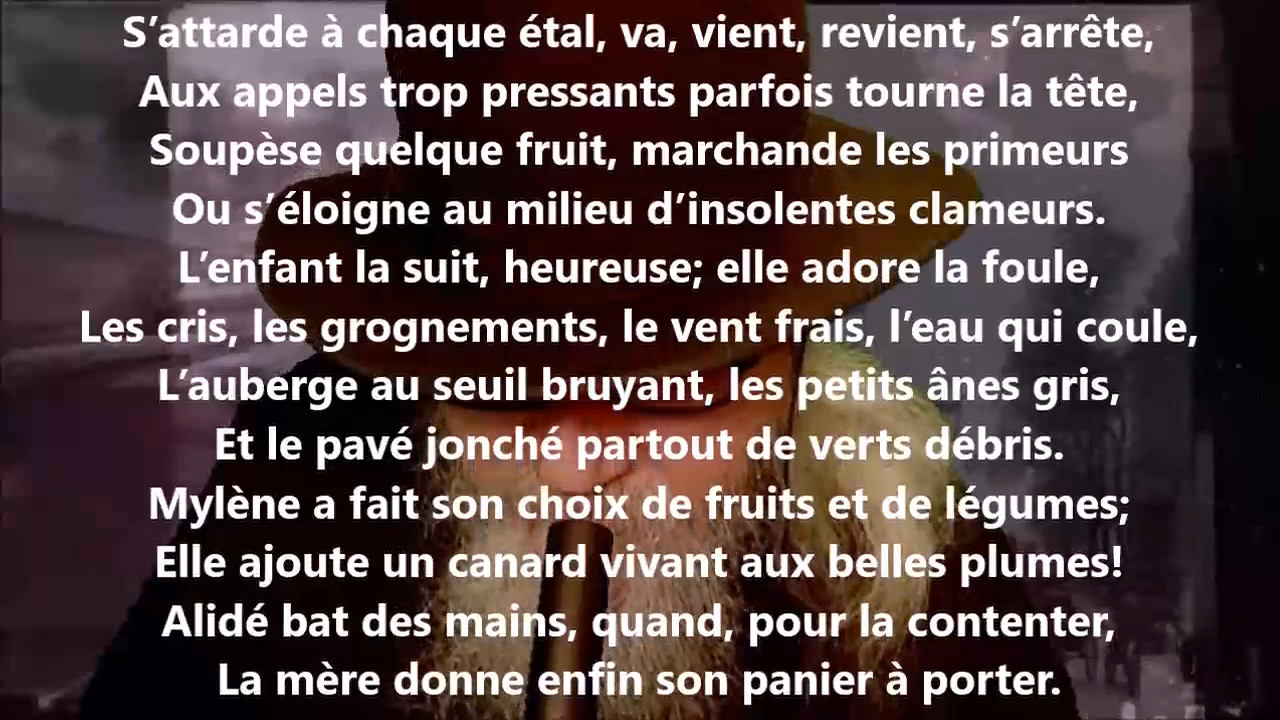 S’attarde à chaque étal, va, vient, revient, s’arrête,
Aux appels trop pressants parfois tourne la tête,
Soupèse quelque fruit, marchande les primeurs
Ou s’éloigne au milieu d’insolentes clameurs.
L’enfant la suit, heureuse; elle adore la foule,
Les cris, les grognements, le vent frais, l’eau qui coule,
L’auberge au seuil bruyant, les petits ânes gris,
Et le pavé jonché partout de verts débris.
Mylène a fait son choix de fruits et de légumes;
Elle ajoute un canard vivant aux belles plumes!
Alidé bat des mains, quand, pour la contenter,
La mère donne enfin son panier à porter.